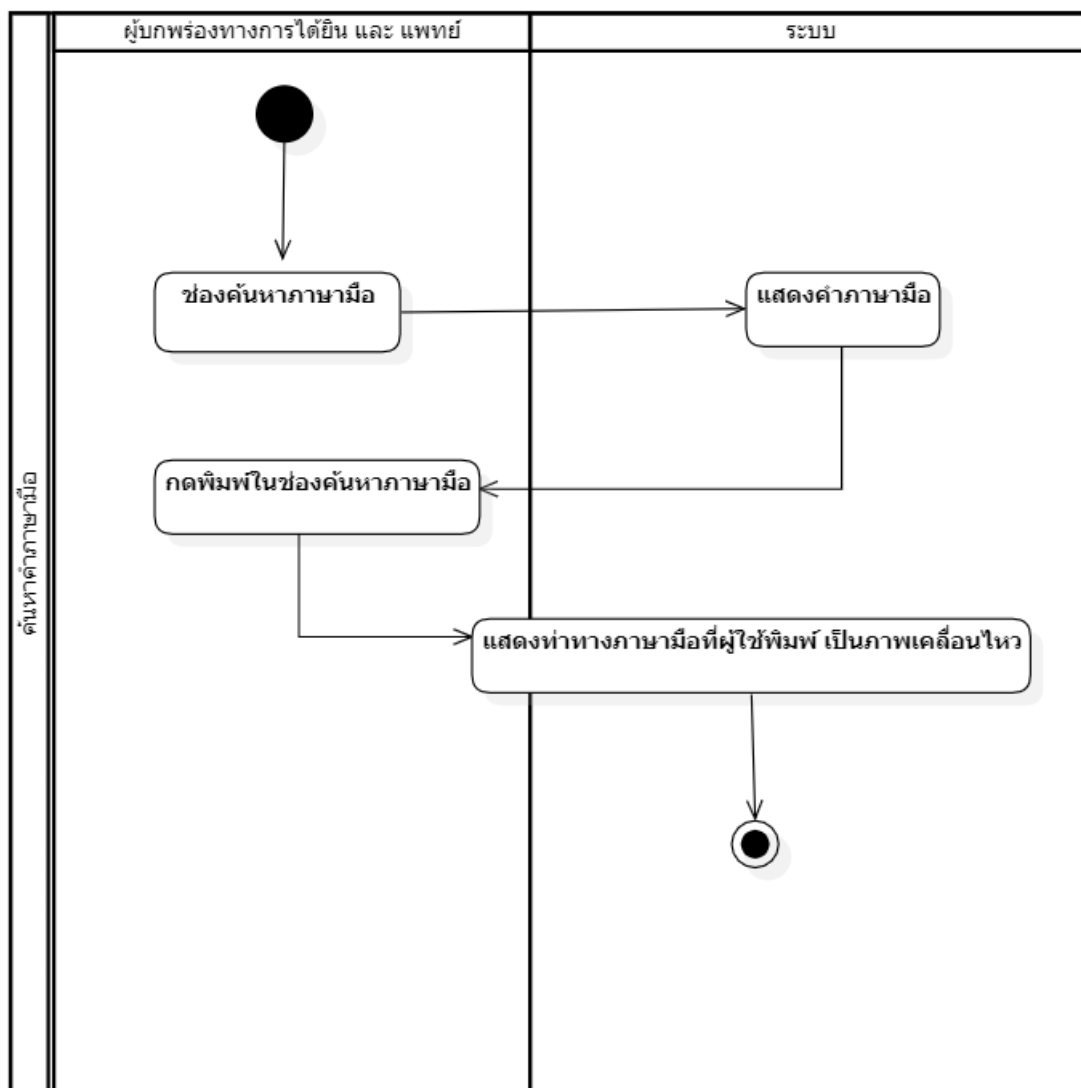 ผู้บกพร่องทางการได้ยิน และ แพทย์
ระบบ
ค้นหาคำภาษามือ
ช่องค้นหาภาษามือ
แสดงคำภาษามือ
กดพิมพ์ในช่องค้นหาภาษามือ
แสดงท่าทางภาษามือที่ผู้ใช้พิมพ์ เป็นภาพเคลื่อนไหว